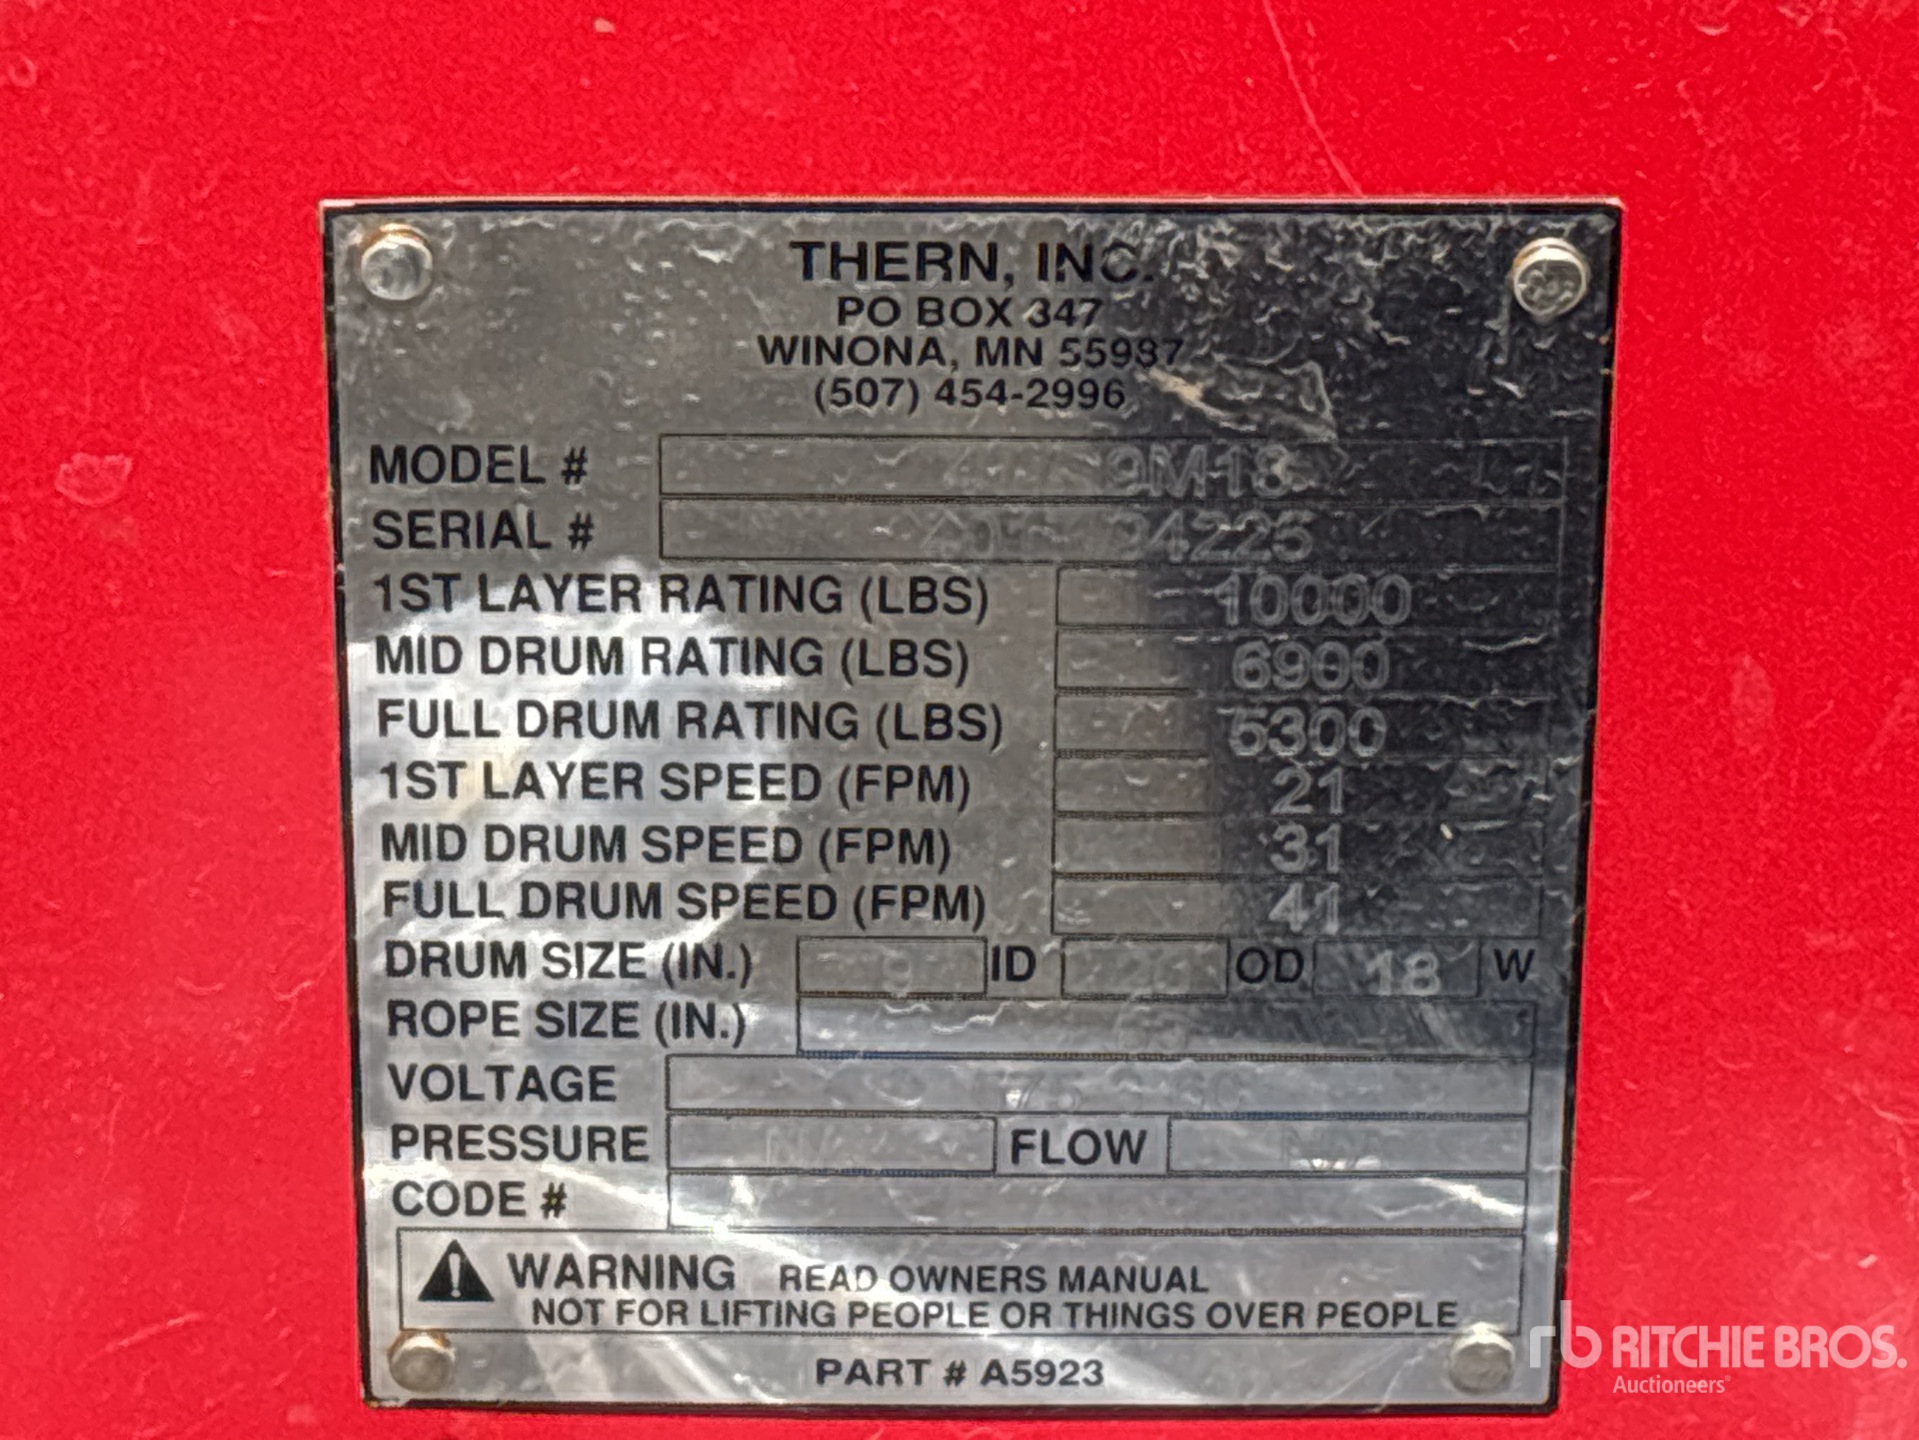 THERN, INC.
PO BOX 347
WINONA, MN 55987
(507) 454-2996
MODEL #
SERIAL #
1ST LAYER RATING (LBS) 10000
MID DRUM RATING (LBS) 6900
FULL DRUM RATING (LBS) 5300
1ST LAYER SPEED (FPM) 21
MID DRUM SPEED (FPM) 31
FULL DRUM SPEED (FPM) 41
DRUM SIZE (IN.) 9 ID OD 18 W
ROPE SIZE (IN.)
VOLTAGE
PRESSURE FLOW
CODE #
WARNING READ OWNERS MANUAL
NOT FOR LIFTING PEOPLE OR THINGS OVER PEOPLE
PART # A5923
rb RITCHIE BROS.
Auctioneers